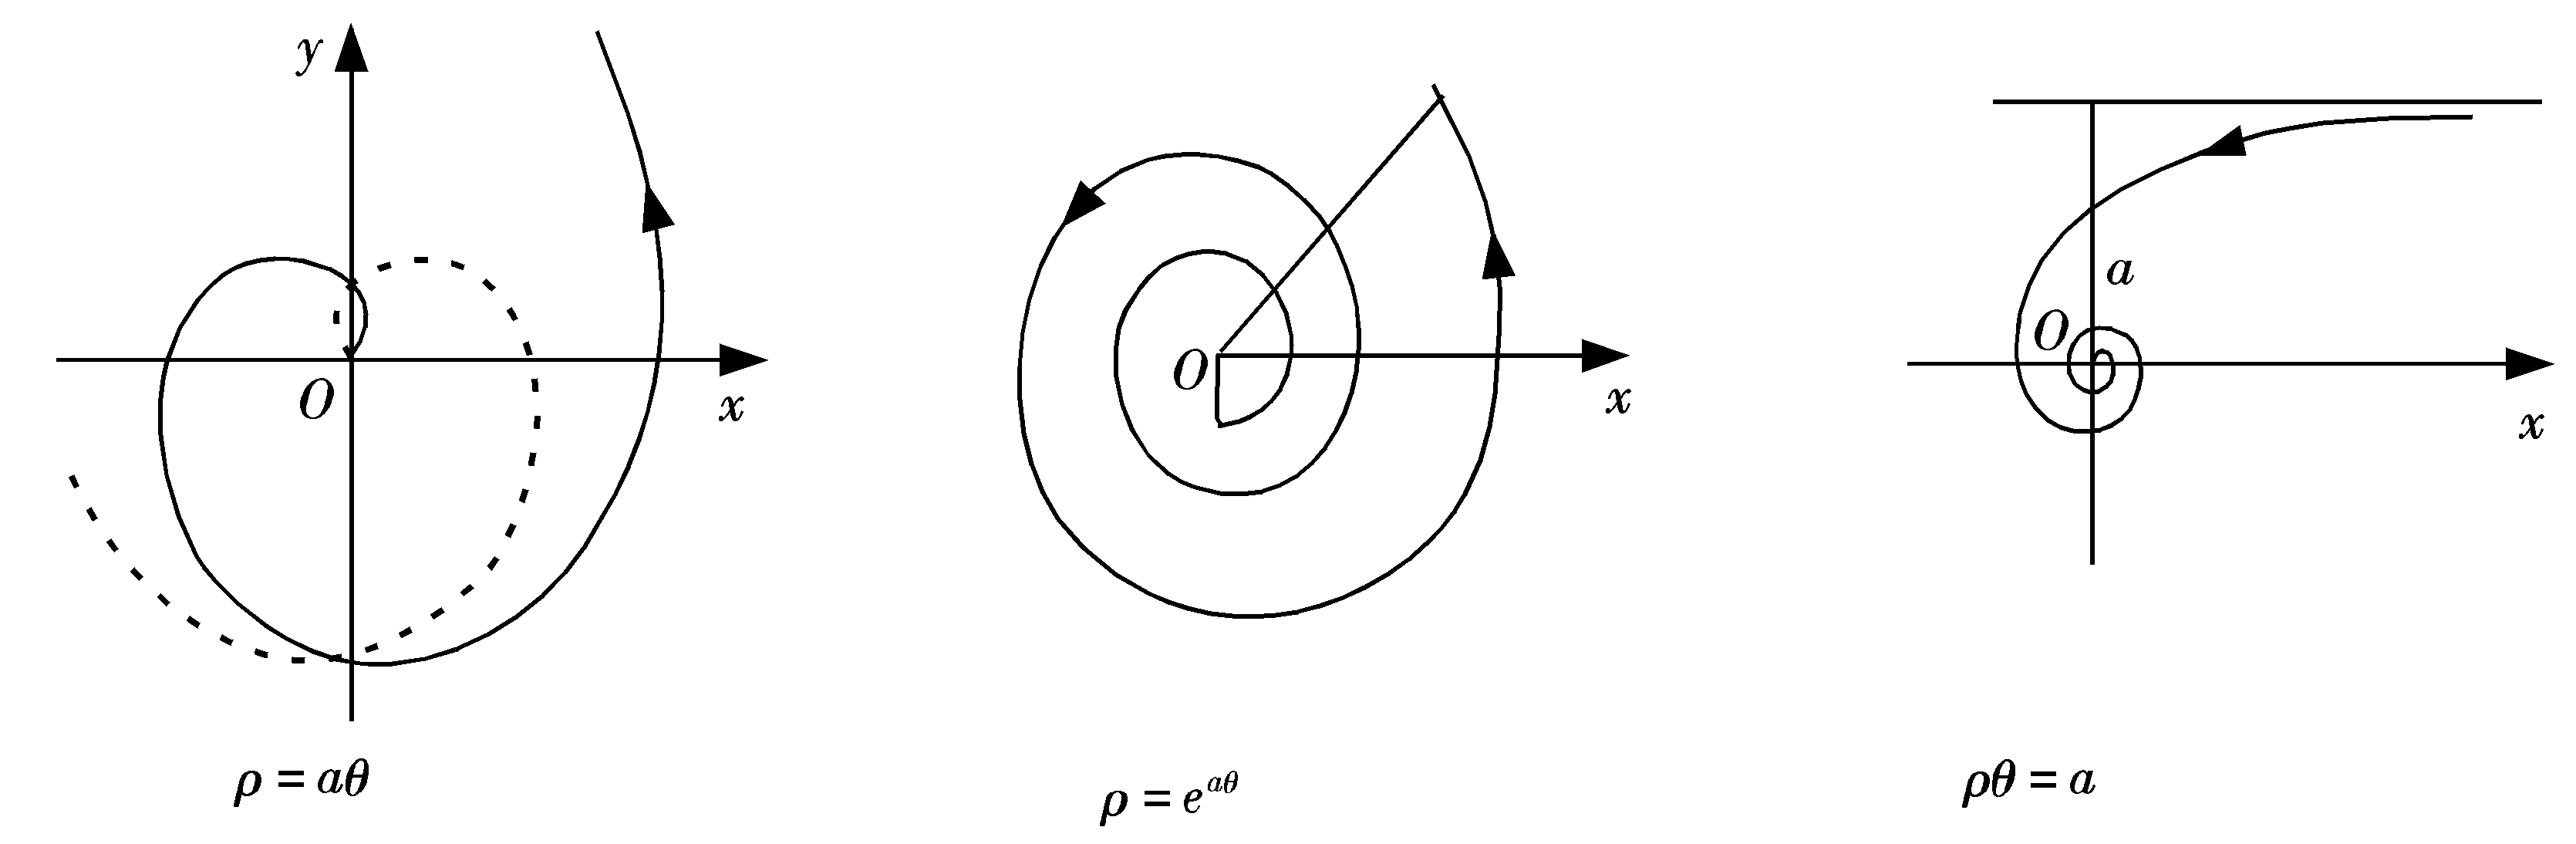 y
O
x
ρ = aθ
O
x
ρ = e^{aθ}
a
O
x
ρθ = a